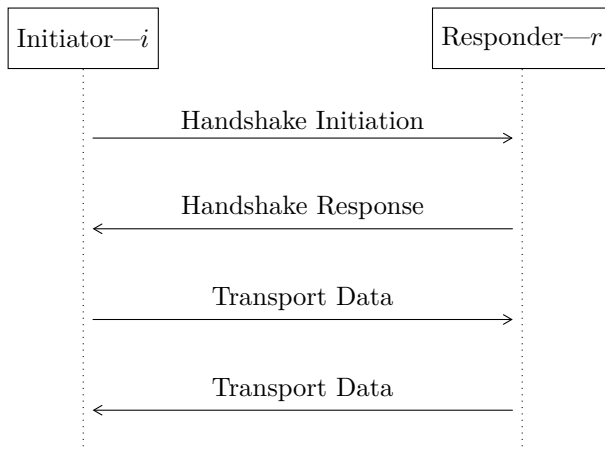 Initiator—i
Responder—r
Handshake Initiation
Handshake Response
Transport Data
Transport Data